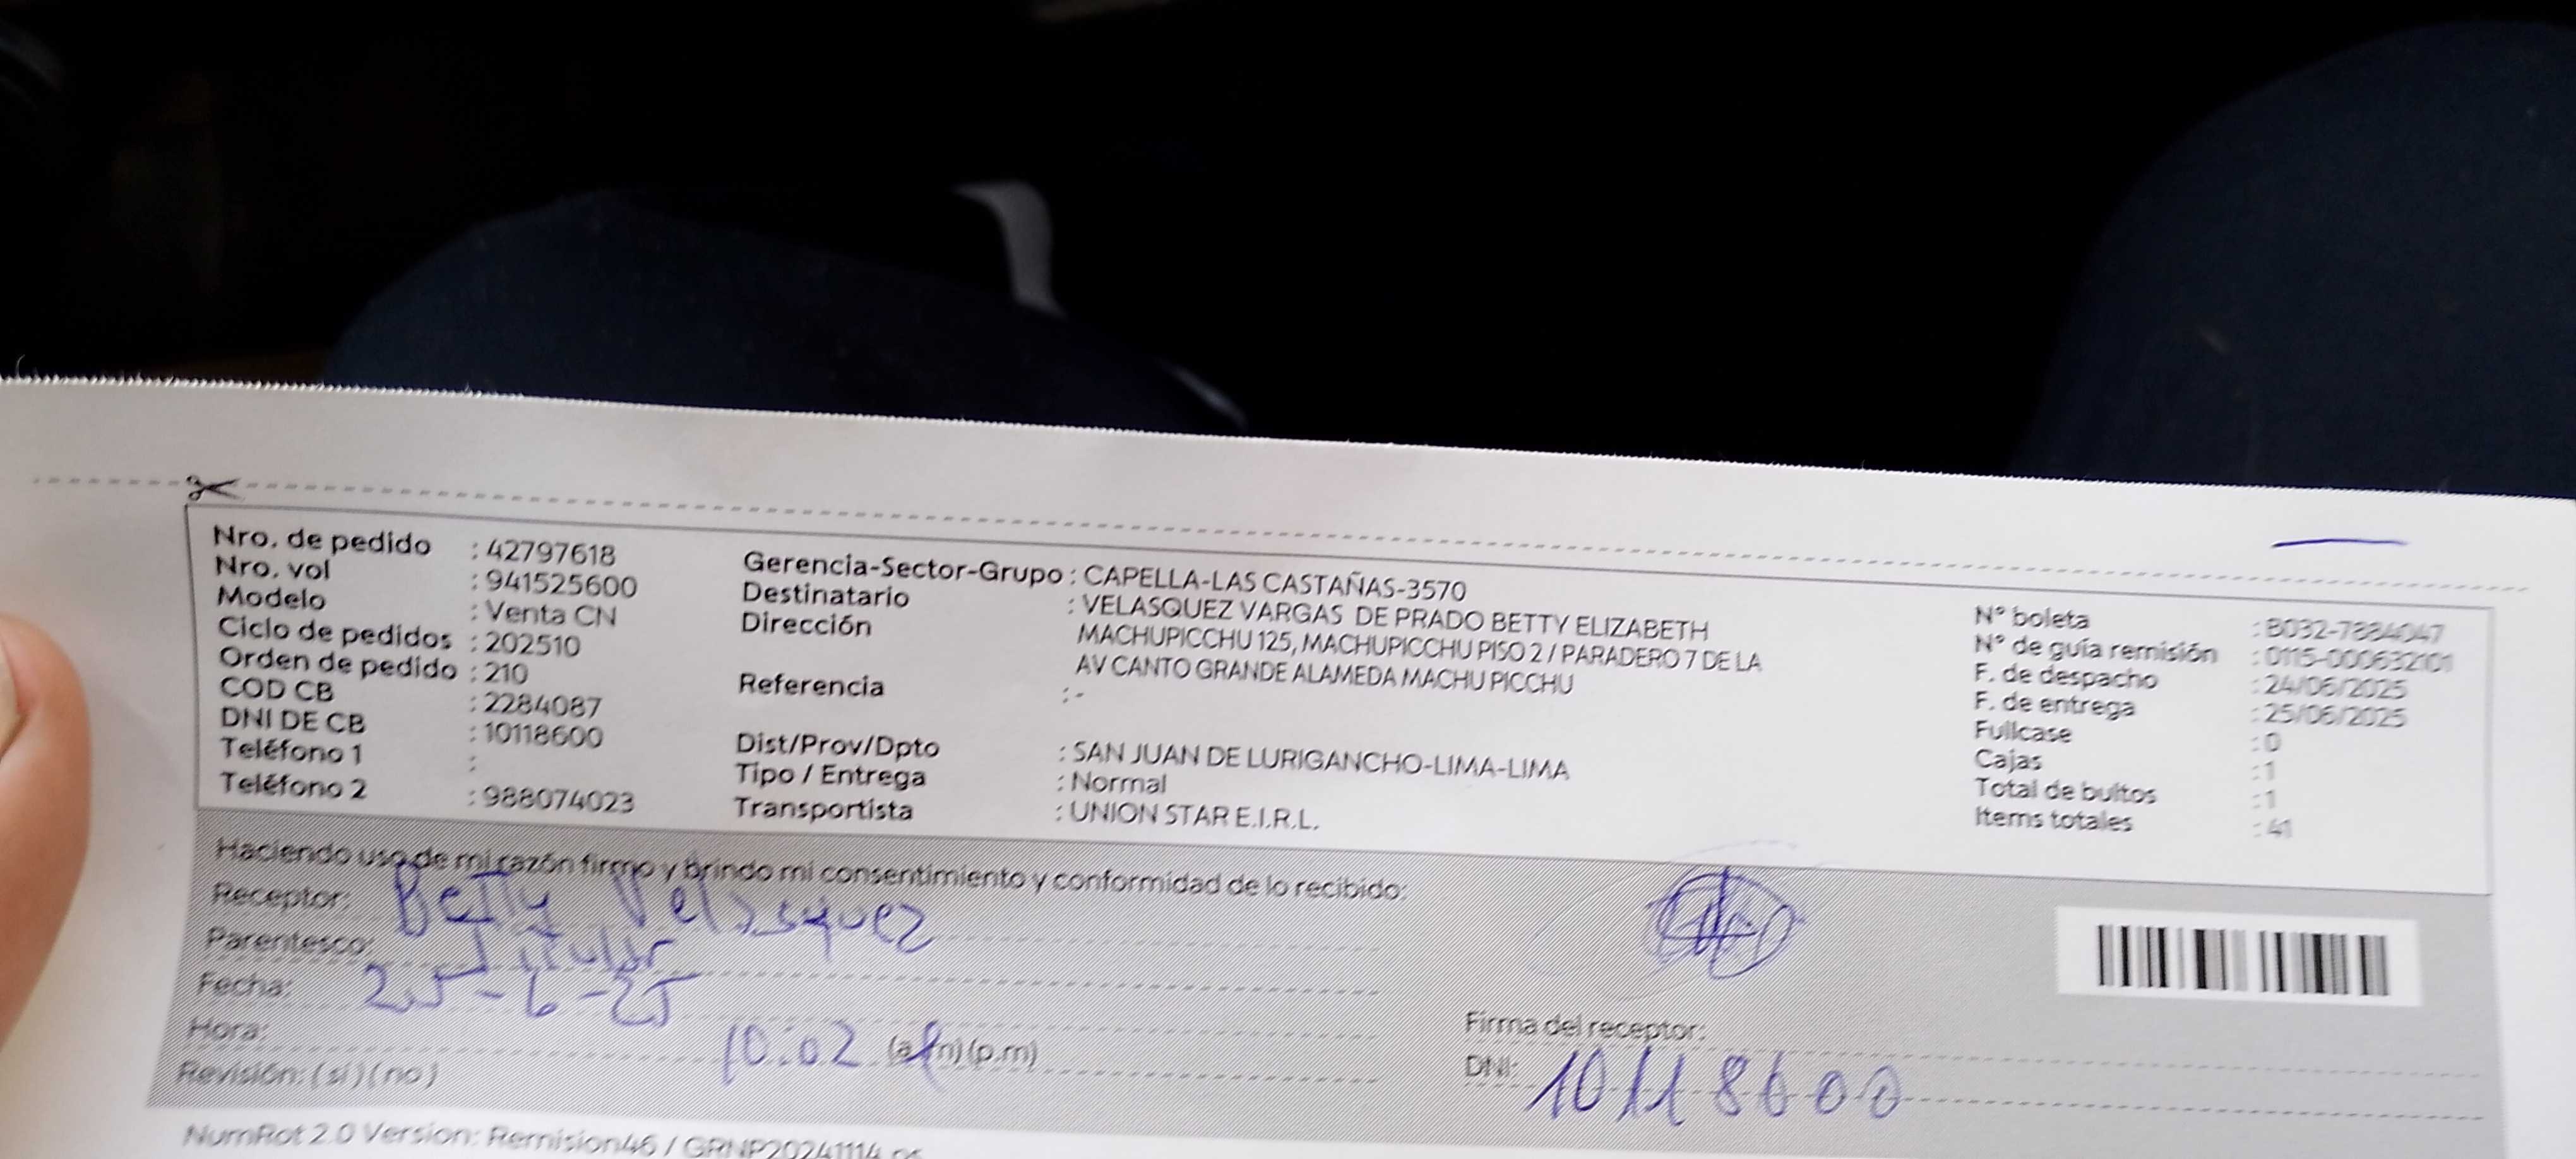 Nro. de pedido : 42797618
Nro. vol : 941525600
Modelo : Venta CN
Ciclo de pedidos : 202510
Orden de pedido : 210
COD CB : 2284087
DNI DE CB : 10118600
Teléfono 1 :
Teléfono 2 : 988074023
Gerencia-Sector-Grupo : CAPELLA-LAS CASTAÑAS-3570
Destinatario : VELASQUEZ VARGAS DE PRADO BETTY ELIZABETH
Dirección MACHUPICCHU 125, MACHUPICCHU PISO 2 / PARADERO 7 DE LA
AV CANTO GRANDE ALAMEDA MACHU PICCHU
Referencia : -
Dist/Prov/Dpto : SAN JUAN DE LURIGANCHO-LIMA-LIMA
Tipo / Entrega : Normal
Transportista : UNION STAR E.I.R.L.
N° boleta : B032-7884047
N° de guía remisión : 0115-000632101
F. de despacho : 24/06/2025
F. de entrega : 25/06/2025
Fullcase : 0
Cajas : 1
Total de bultos : 1
Items totales : 41
Haciendo uso de mi razón firmo y brindo mi consentimiento y conformidad de lo recibido:
Receptor: Betty Velasquez
Parentesco: Titular
Fecha: 25-6-25
Hora: 10:02 (a.m) (p.m)
Revisión: (si) (no)
Firma del receptor:
DNI: 10118600
NumRot 2.0 Version: Remision46 / GRNP20241114